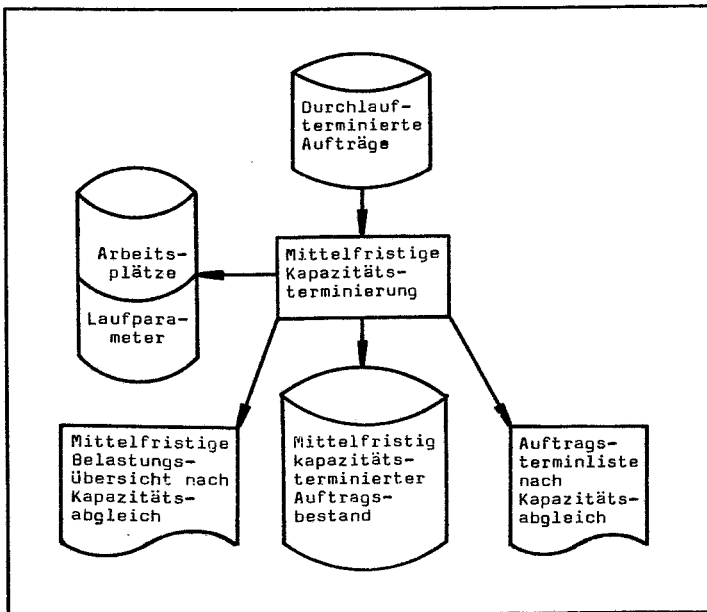 Durchlauf-
terminierte
Aufträge
Arbeits-
plätze
Laufpara-
meter
Mittelfristige
Kapazitäts-
terminierung
Mittelfristige
Belastungs-
übersicht nach
Kapazitäts-
abgleich
Mittelfristig
kapazitäts-
terminierter
Auftrags-
bestand
Auftrags-
terminliste
nach
Kapazitäts-
abgleich